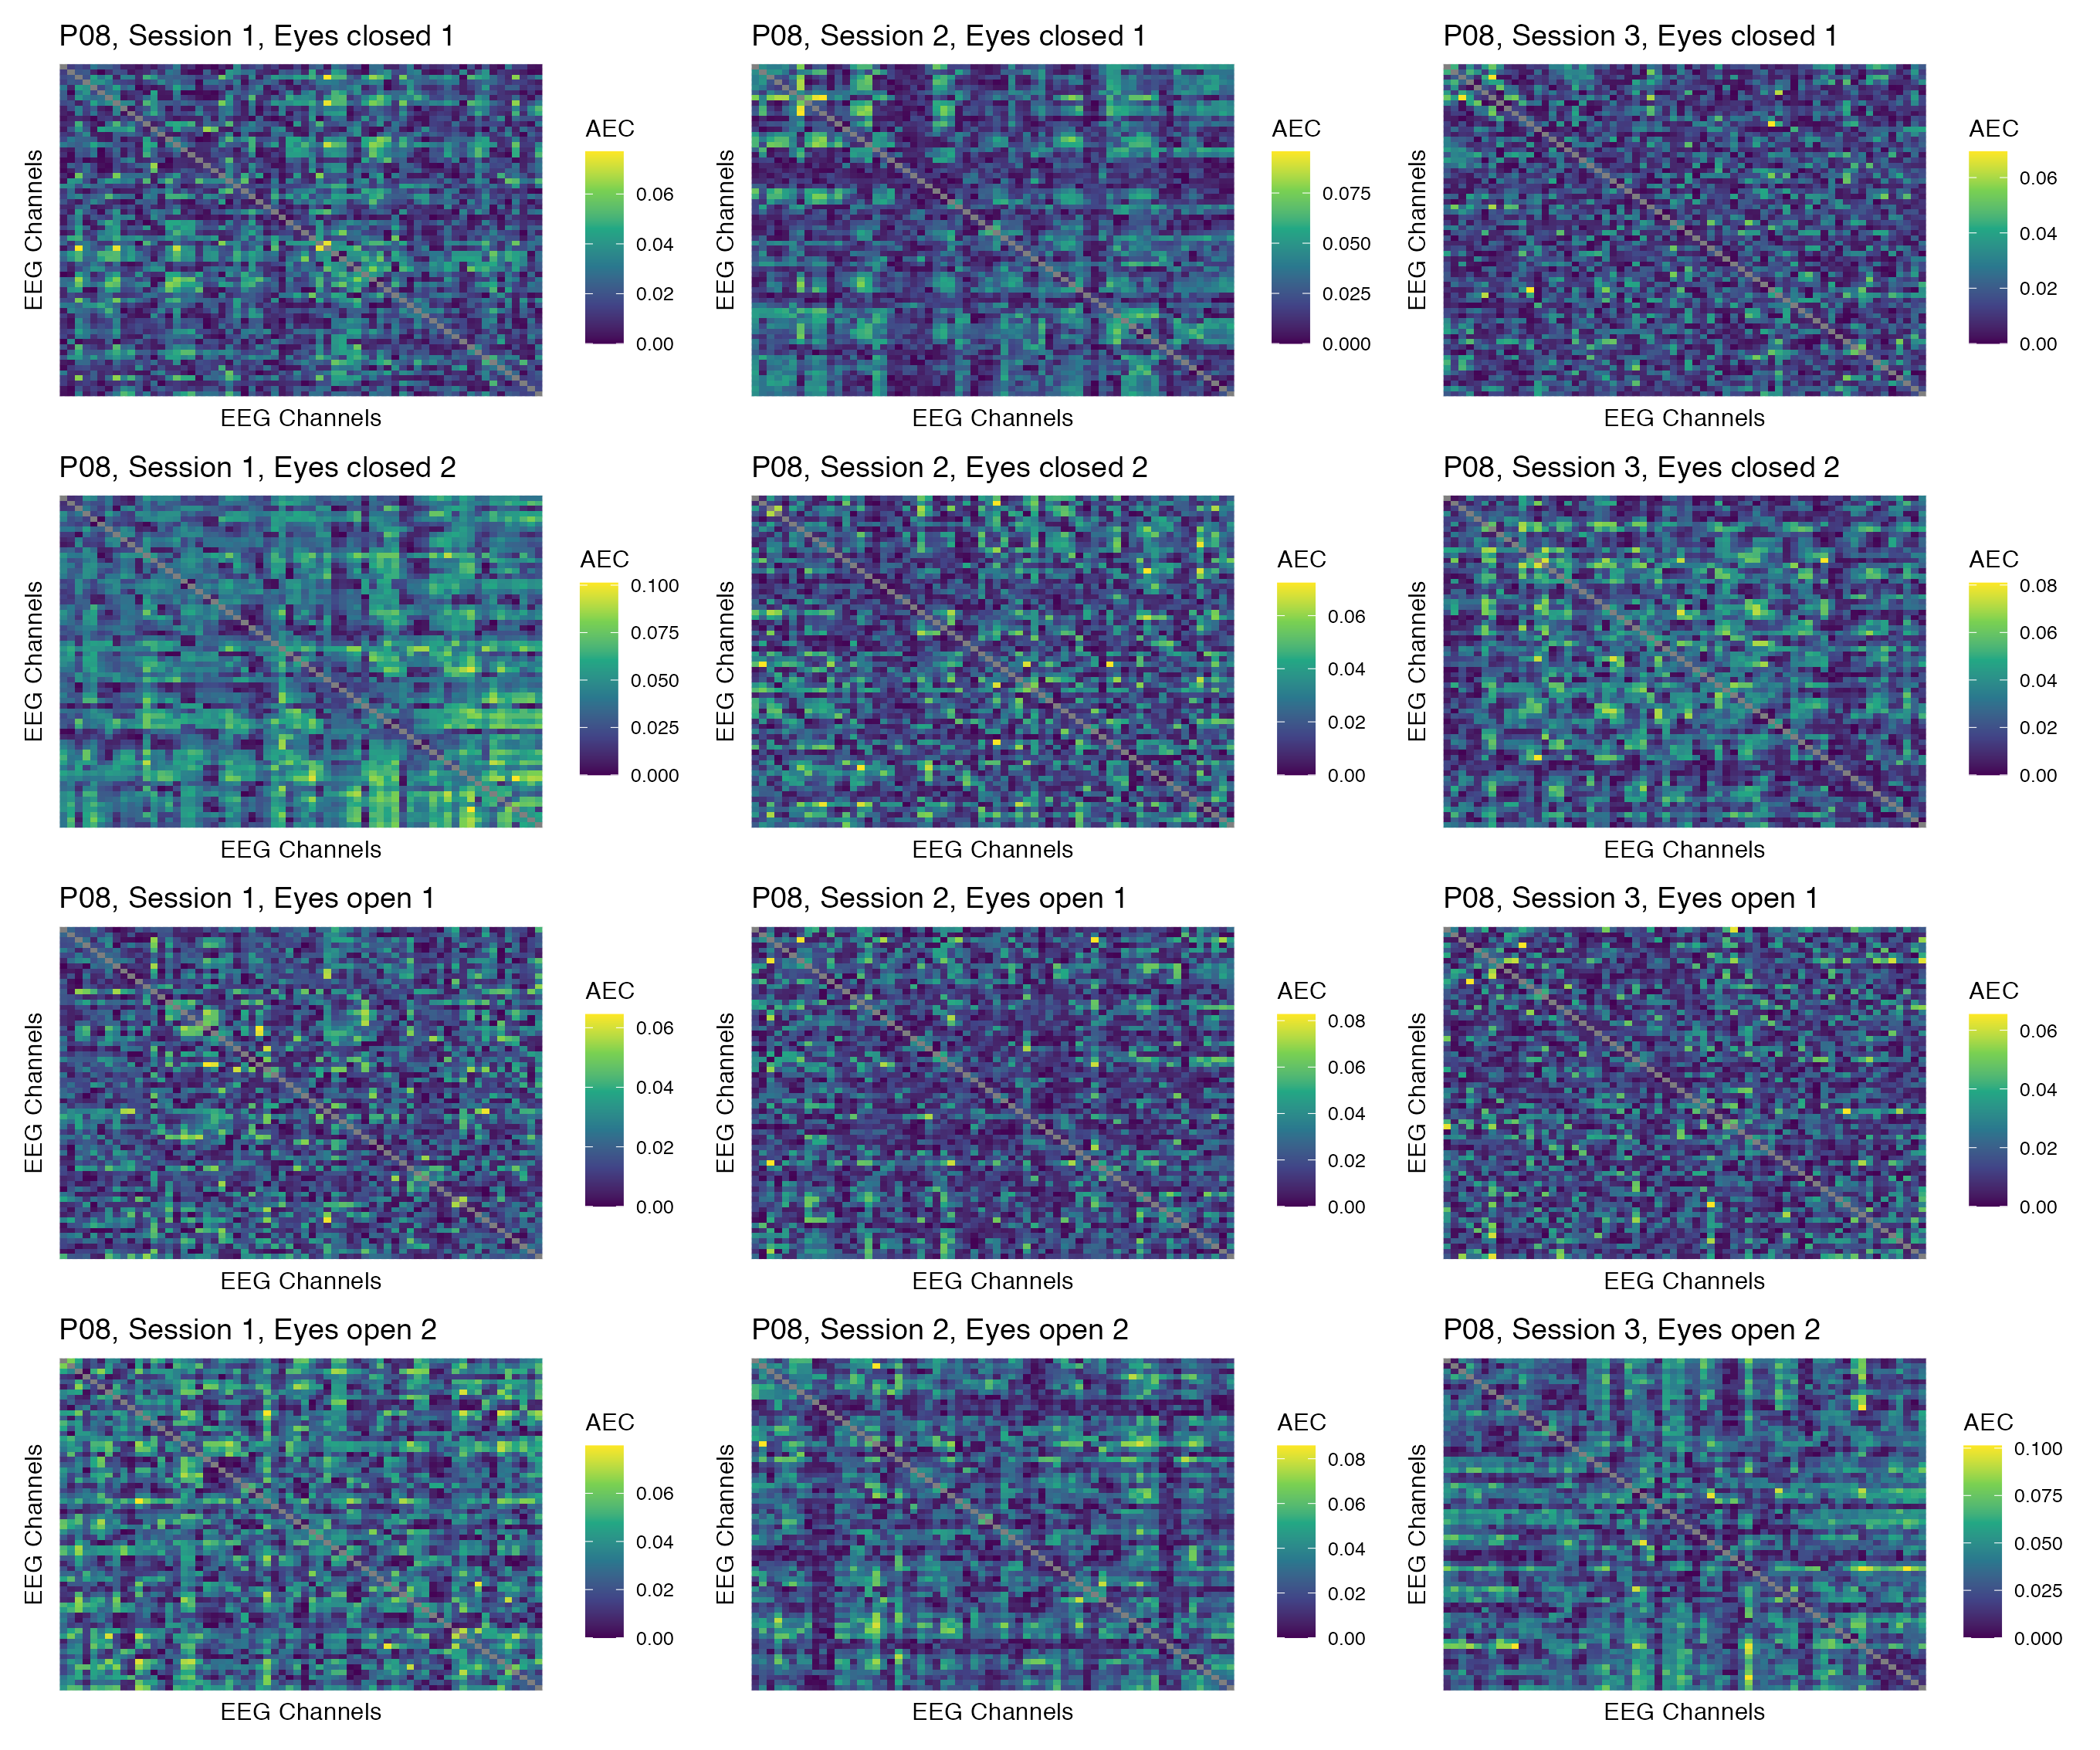 P08, Session 1, Eyes closed 1
EEG Channels
EEG Channels
AEC
0.06
0.04
0.02
0.00
P08, Session 2, Eyes closed 1
EEG Channels
EEG Channels
AEC
0.075
0.050
0.025
0.000
P08, Session 3, Eyes closed 1
EEG Channels
EEG Channels
AEC
0.06
0.04
0.02
0.00
P08, Session 1, Eyes closed 2
EEG Channels
EEG Channels
AEC
0.100
0.075
0.050
0.025
0.000
P08, Session 2, Eyes closed 2
EEG Channels
EEG Channels
AEC
0.06
0.04
0.02
0.00
P08, Session 3, Eyes closed 2
EEG Channels
EEG Channels
AEC
0.08
0.06
0.04
0.02
0.00
P08, Session 1, Eyes open 1
EEG Channels
EEG Channels
AEC
0.06
0.04
0.02
0.00
P08, Session 2, Eyes open 1
EEG Channels
EEG Channels
AEC
0.08
0.06
0.04
0.02
0.00
P08, Session 3, Eyes open 1
EEG Channels
EEG Channels
AEC
0.06
0.04
0.02
0.00
P08, Session 1, Eyes open 2
EEG Channels
EEG Channels
AEC
0.06
0.04
0.02
0.00
P08, Session 2, Eyes open 2
EEG Channels
EEG Channels
AEC
0.08
0.06
0.04
0.02
0.00
P08, Session 3, Eyes open 2
EEG Channels
EEG Channels
AEC
0.100
0.075
0.050
0.025
0.000